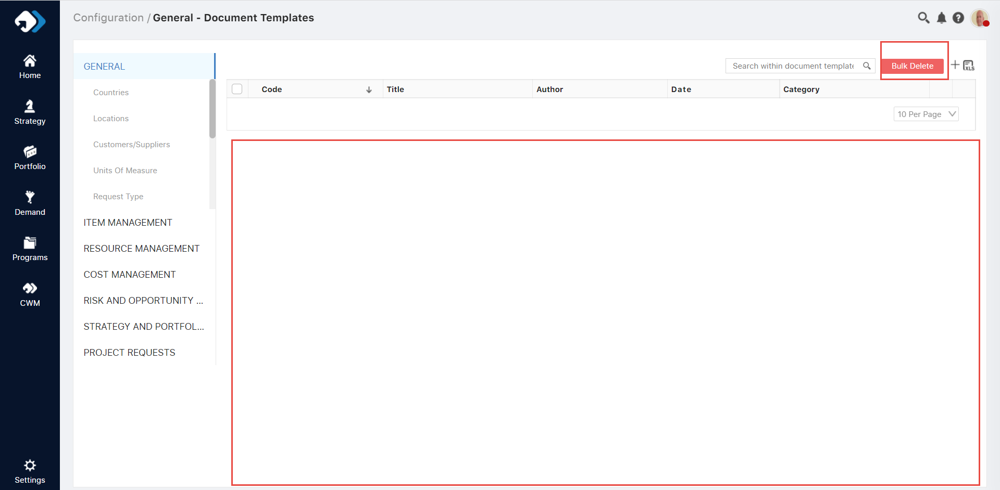 Configuration / General - Document Templates
Home
Strategy
Portfolio
Demand
Programs
CWM
Settings
GENERAL
Countries
Locations
Customers/Suppliers
Units Of Measure
Request Type
ITEM MANAGEMENT
RESOURCE MANAGEMENT
COST MANAGEMENT
RISK AND OPPORTUNITY ...
STRATEGY AND PORTFOL...
PROJECT REQUESTS
Search within document template
Bulk Delete
XLS
Code Title Author Date Category
10 Per Page